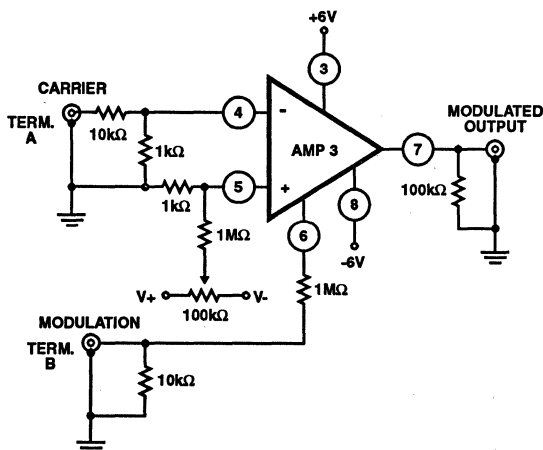 +6V
3
CARRIER
TERM. A
10kΩ
4
-
MODULATED OUTPUT
1kΩ
AMP 3
7
1kΩ
5
+
100kΩ
8
6
1MΩ
-6V
1MΩ
V+
V-
100kΩ
MODULATION
TERM. B
10kΩ